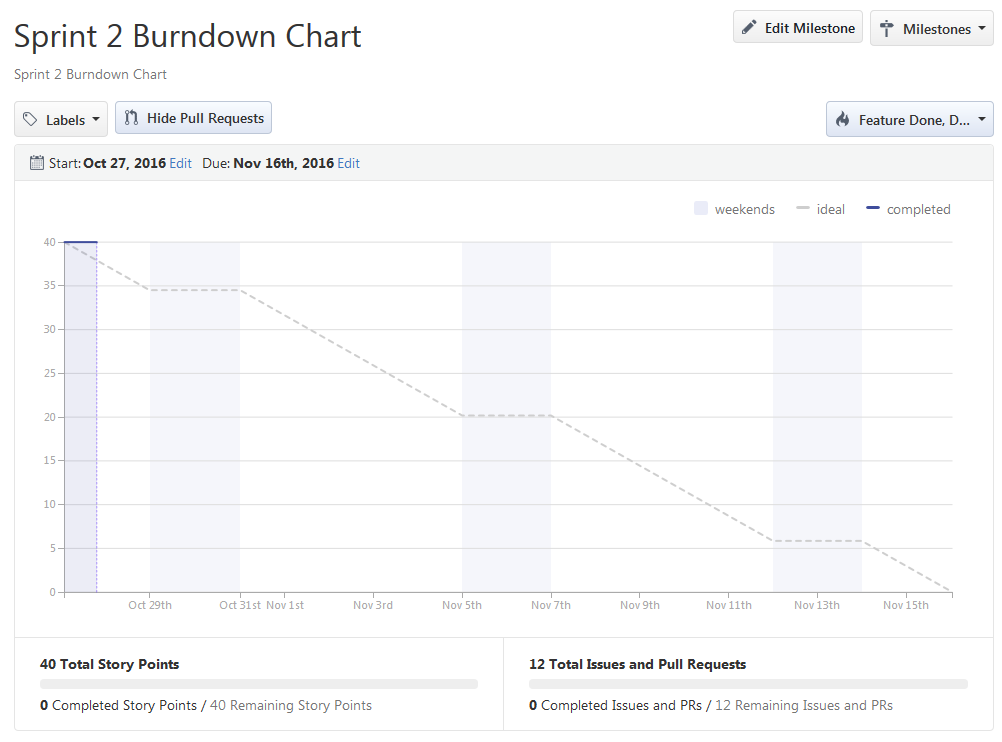 Sprint 2 Burndown Chart
Edit Milestone
Milestones
Sprint 2 Burndown Chart
Labels
Hide Pull Requests
Feature Done, D...
Start: Oct 27, 2016 Edit Due: Nov 16th, 2016 Edit
weekends ideal completed
40
35
30
25
20
15
10
5
0
Oct 29th Oct 31st Nov 1st Nov 3rd Nov 5th Nov 7th Nov 9th Nov 11th Nov 13th Nov 15th
40 Total Story Points
0 Completed Story Points / 40 Remaining Story Points
12 Total Issues and Pull Requests
0 Completed Issues and PRs / 12 Remaining Issues and PRs